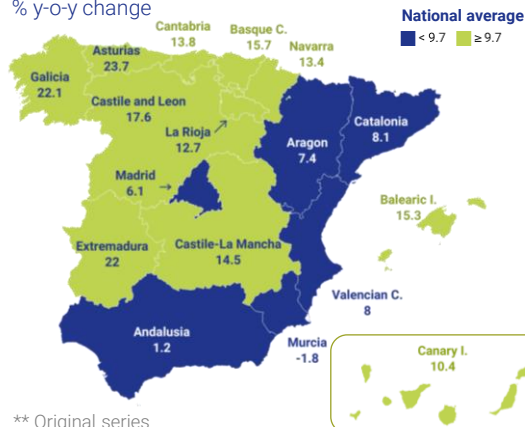 % y-o-y change
National average
< 9.7
≥ 9.7
Cantabria
13.8
Basque C.
15.7
Navarra
13.4
Asturias
23.7
Galicia
22.1
Castile and Leon
17.6
La Rioja
12.7
Aragon
7.4
Catalonia
8.1
Madrid
6.1
Balearic I.
15.3
Extremadura
22
Castile-La Mancha
14.5
Valencian C.
8
Andalusia
1.2
Murcia
-1.8
Canary I.
10.4
** Original series